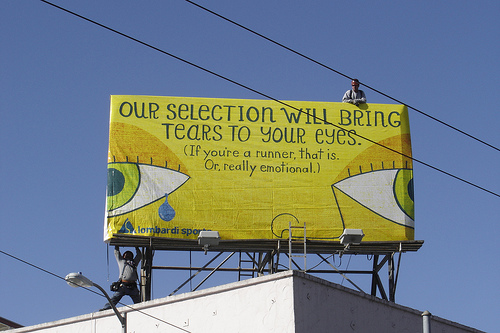 OUR SELECTION WILL BRING
TEARS TO YOUR EYES.
(If you're a runner, that is.
Or, really emotional.)
lombardi spo